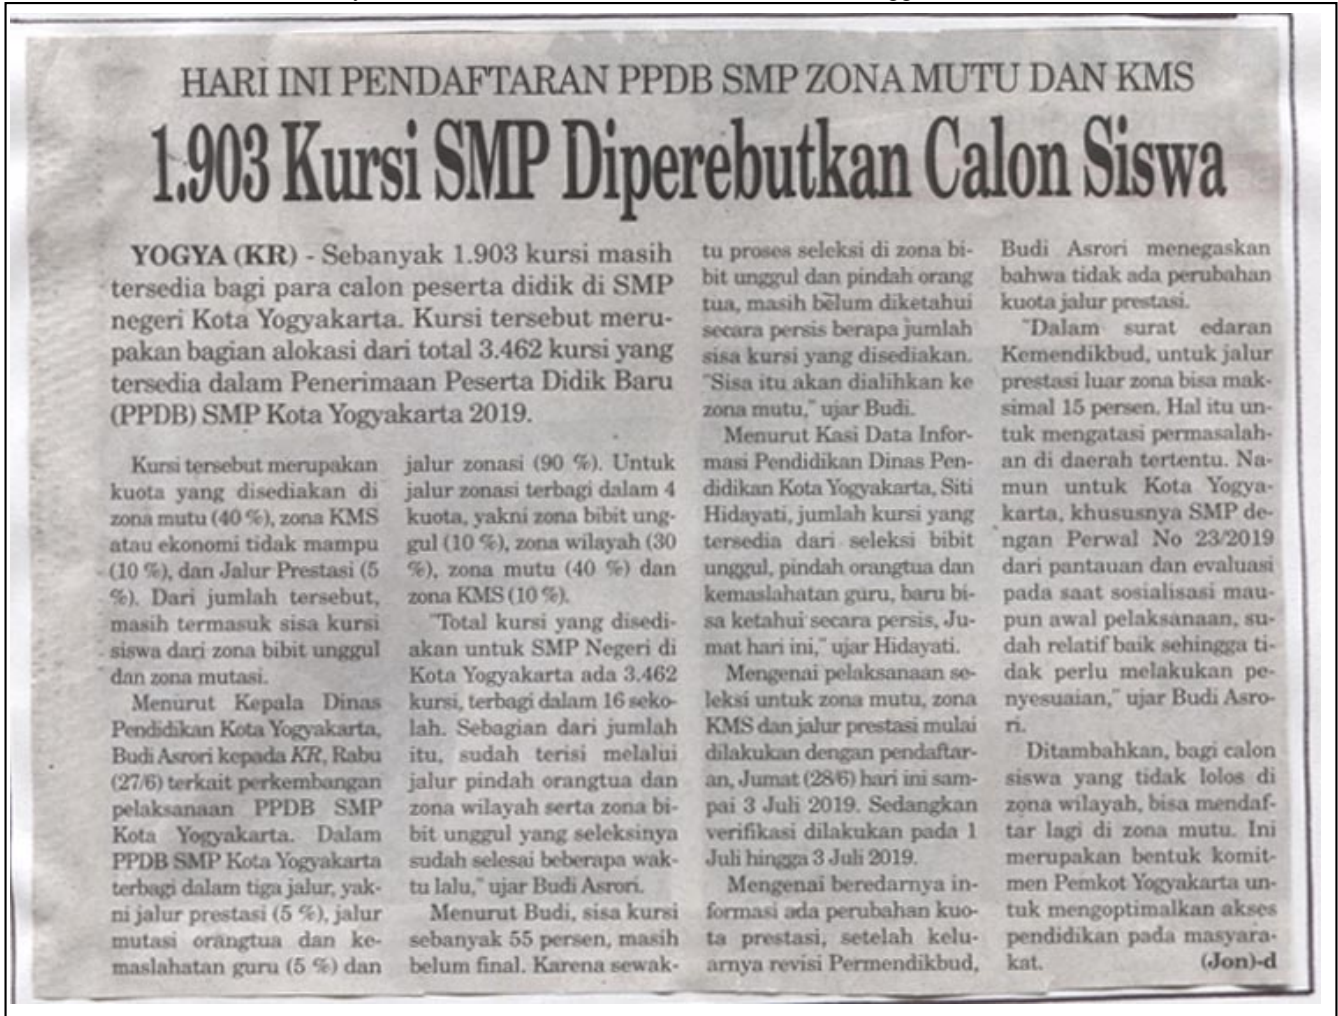 HARI INI PENDAFTARAN PPDB SMP ZONA MUTU DAN KMS
1.903 Kursi SMP Diperebutkan Calon Siswa
YOGYA (KR) - Sebanyak 1.903 kursi masih
tersedia bagi para calon peserta didik di SMP
negeri Kota Yogyakarta. Kursi tersebut meru-
pakan bagian alokasi dari total 3.462 kursi yang
tersedia dalam Penerimaan Peserta Didik Baru
(PPDB) SMP Kota Yogyakarta 2019.
Kursi tersebut merupakan
kuota yang disediakan di
zona mutu (40 %), zona KMS
atau ekonomi tidak mampu
(10 %), dan Jalur Prestasi (5
%). Dari jumlah tersebut,
masih termasuk sisa kursi
siswa dari zona bibit unggul
dan zona mutasi.
Menurut Kepala Dinas
Pendidikan Kota Yogyakarta,
Budi Asrori kepada KR, Rabu
(27/6) terkait perkembangan
pelaksanaan PPDB SMP
Kota Yogyakarta. Dalam
PPDB SMP Kota Yogyakarta
terbagi dalam tiga jalur, yak-
ni jalur prestasi (5 %), jalur
mutasi orangtua dan ke-
maslahatan guru (5 %) dan
jalur zonasi (90 %). Untuk
jalur zonasi terbagi dalam 4
kuota, yakni zona bibit ung-
gul (10 %), zona wilayah (30
%), zona mutu (40 %) dan
zona KMS (10 %).
"Total kursi yang disedi-
akan untuk SMP Negeri di
Kota Yogyakarta ada 3.462
kursi, terbagi dalam 16 seko-
lah. Sebagian dari jumlah
itu, sudah terisi melalui
jalur pindah orangtua dan
zona wilayah serta zona bi-
bit unggul yang seleksinya
sudah selesai beberapa wak-
tu lalu," ujar Budi Asrori.
Menurut Budi, sisa kursi
sebanyak 55 persen, masih
belum final. Karena sewak-
tu proses seleksi di zona bi-
bit unggul dan pindah orang
tua, masih belum diketahui
secara persis berapa jumlah
sisa kursi yang disediakan.
"Sisa itu akan dialihkan ke
zona mutu," ujar Budi.
Menurut Kasi Data Infor-
masi Pendidikan Dinas Pen-
didikan Kota Yogyakarta, Siti
Hidayati, jumlah kursi yang
tersedia dari seleksi bibit
unggul, pindah orangtua dan
kemaslahatan guru, baru bi-
sa ketahui secara persis, Ju-
mat hari ini," ujar Hidayati.
Mengenai pelaksanaan se-
leksi untuk zona mutu, zona
KMS dan jalur prestasi mulai
dilakukan dengan pendaftar-
an, Jumat (28/6) hari ini sam-
pai 3 Juli 2019. Sedangkan
verifikasi dilakukan pada 1
Juli hingga 3 Juli 2019.
Mengenai beredarnya in-
formasi ada perubahan kuo-
ta prestasi, setelah kelu-
arnya revisi Permendikbud,
Budi Asrori menegaskan
bahwa tidak ada perubahan
kuota jalur prestasi.
"Dalam surat edaran
Kemendikbud, untuk jalur
prestasi luar zona bisa mak-
simal 15 persen. Hal itu un-
tuk mengatasi permasalah-
an di daerah tertentu. Na-
mun untuk Kota Yogya-
karta, khususnya SMP de-
ngan Perwal No 23/2019
dari pantauan dan evaluasi
pada saat sosialisasi mau-
pun awal pelaksanaan, su-
dah relatif baik sehingga ti-
dak perlu melakukan pe-
nyesuaian," ujar Budi Asro-
ri.
Ditambahkan, bagi calon
siswa yang tidak lolos di
zona wilayah, bisa mendaf-
tar lagi di zona mutu. Ini
merupakan bentuk komit-
men Pemkot Yogyakarta un-
tuk mengoptimalkan akses
pendidikan pada masyara-
kat. (Jon)-d